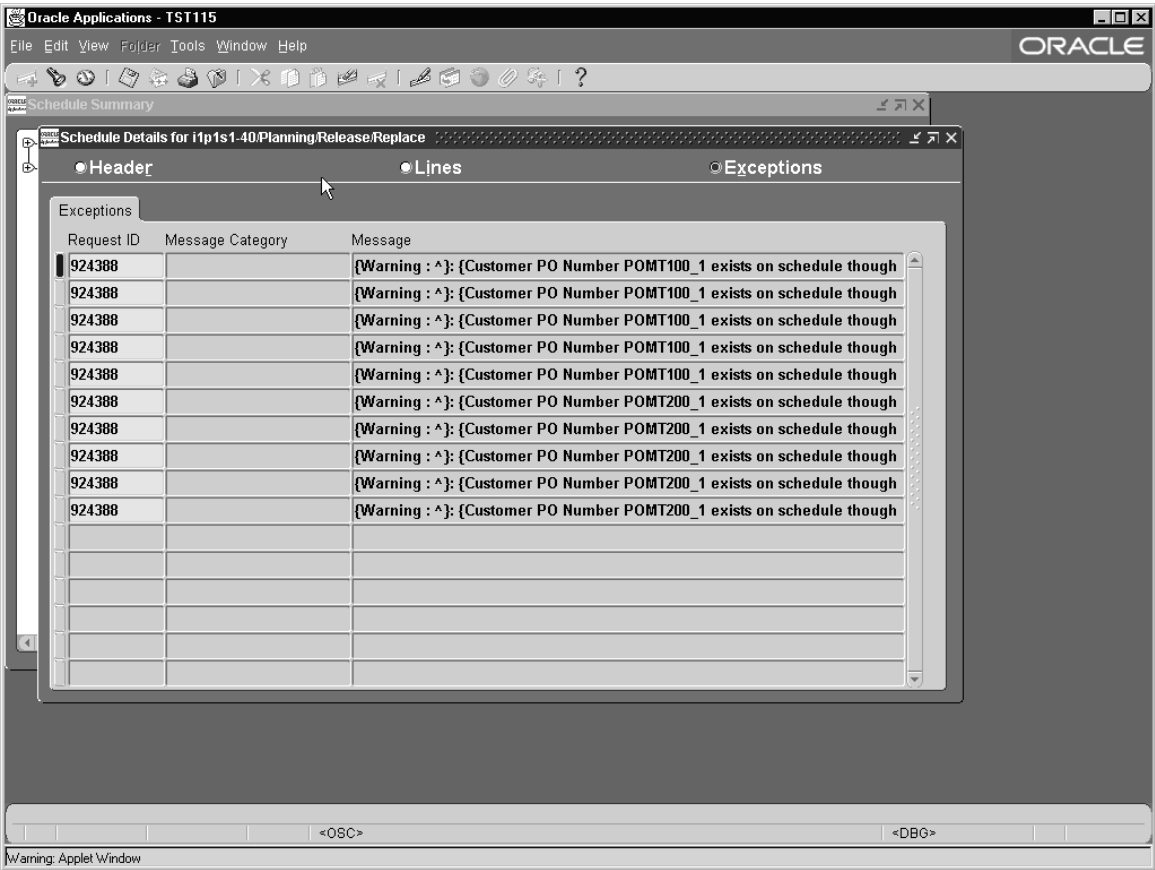 Oracle Applications - TST115
File Edit View Folder Tools Window Help
ORACLE
Schedule Summary
Schedule Details for i1p1s1-40/Planning/Release/Replace
Header Lines Exceptions
Exceptions
Request ID Message Category Message
924388 {Warning : ^}: {Customer PO Number POMT100_1 exists on schedule though
924388 {Warning : ^}: {Customer PO Number POMT100_1 exists on schedule though
924388 {Warning : ^}: {Customer PO Number POMT100_1 exists on schedule though
924388 {Warning : ^}: {Customer PO Number POMT100_1 exists on schedule though
924388 {Warning : ^}: {Customer PO Number POMT100_1 exists on schedule though
924388 {Warning : ^}: {Customer PO Number POMT200_1 exists on schedule though
924388 {Warning : ^}: {Customer PO Number POMT200_1 exists on schedule though
924388 {Warning : ^}: {Customer PO Number POMT200_1 exists on schedule though
924388 {Warning : ^}: {Customer PO Number POMT200_1 exists on schedule though
924388 {Warning : ^}: {Customer PO Number POMT200_1 exists on schedule though
<OSC> <DBG>
Warning: Applet Window